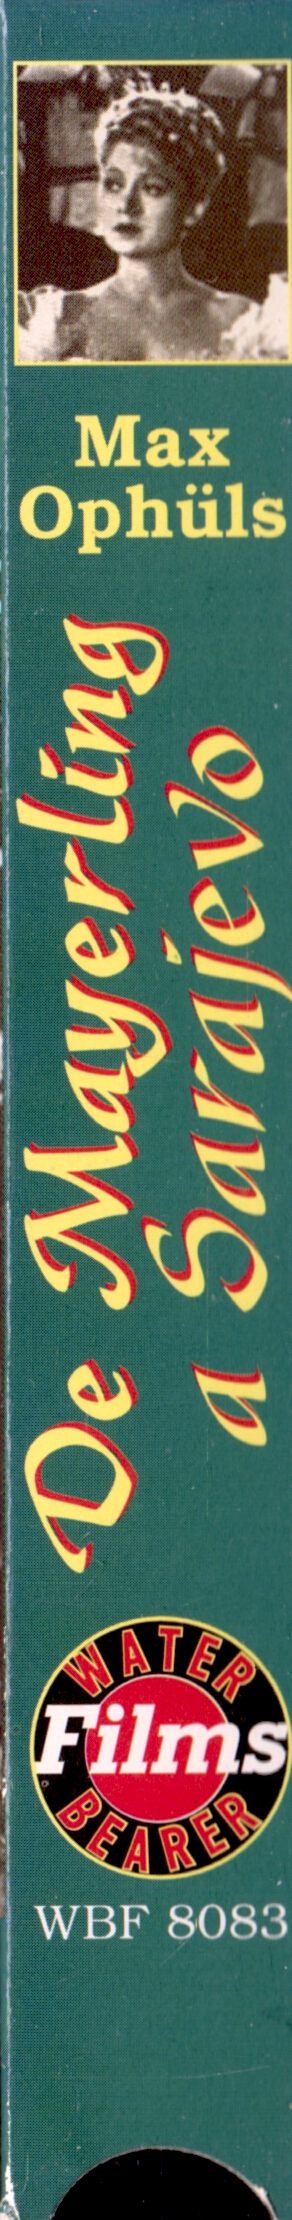 Max
Ophüls
De Mayerling
a Sarajevo
WATER
Films
BEARER
WBF 8083